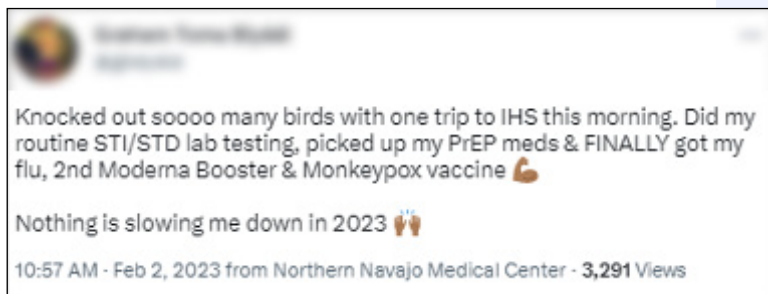 Knocked out soooo many birds with one trip to IHS this morning. Did my
routine STI/STD lab testing, picked up my PrEP meds & FINALLY got my
flu, 2nd Moderna Booster & Monkeypox vaccine 💪🏾
Nothing is slowing me down in 2023 🙌🏾
10:57 AM · Feb 2, 2023 from Northern Navajo Medical Center · 3,291 Views